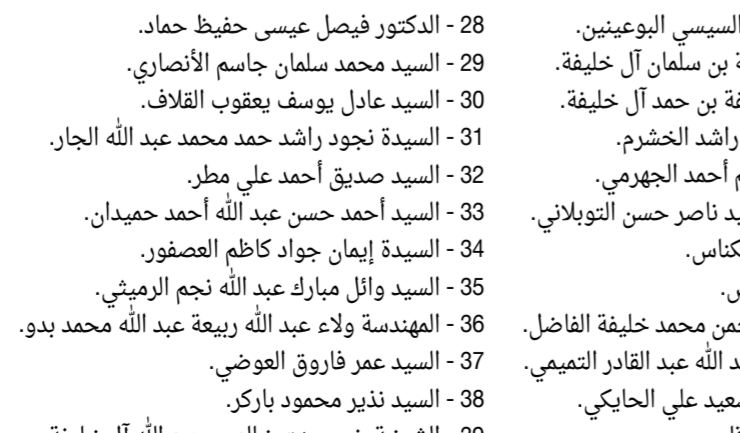 السيسي البوعينين.
بن سلمان آل خليفة.
بن حمد آل خليفة.
راشد الخشرم.
أحمد الجهرمي.
ناصر حسن التوبلاني.
محمد خليفة الفاضل.
الله عبد القادر التميمي.
علي الحايكي.
28 - الدكتور فيصل عيسى حفيظ حماد.
29 - السيد محمد سلمان جاسم الأنصاري.
30 - السيد عادل يوسف يعقوب القلاف.
31 - السيدة نجود راشد حمد محمد عبد الله الجار.
32 - السيد صديق أحمد علي مطر.
33 - السيد أحمد حسن عبد الله أحمد حميدان.
34 - السيدة إيمان جواد كاظم العصفور.
35 - السيد وائل مبارك عبد الله نجم الرميثي.
36 - المهندسة ولاء عبد الله ربيعة عبد الله محمد بدو.
37 - السيد عمر فاروق العوضي.
38 - السيد نذير محمود باركر.